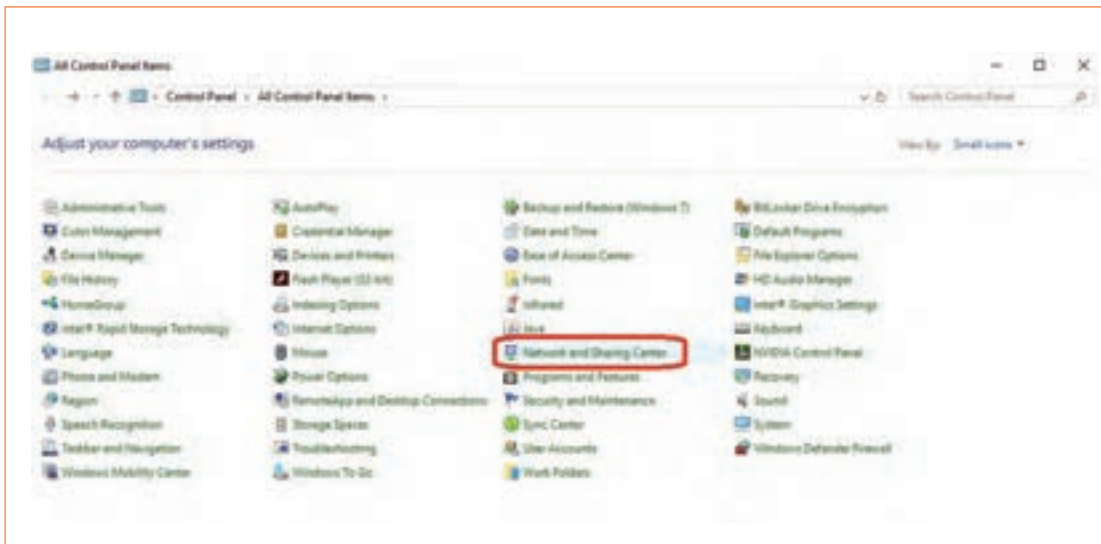 All Control Panel Items
Control Panel › All Control Panel Items ›
Search Control Panel
Adjust your computer's settings
View by: Small icons
Administrative Tools
AutoPlay
Backup and Restore (Windows 7)
BitLocker Drive Encryption
Color Management
Credential Manager
Date and Time
Default Programs
Device Manager
Devices and Printers
Ease of Access Center
File Explorer Options
File History
Flash Player (32-bit)
Fonts
HD Audio Manager
HomeGroup
Indexing Options
Infrared
Intel® Graphics Settings
Intel® Rapid Storage Technology
Internet Options
Java
Keyboard
Language
Mouse
Network and Sharing Center
NVIDIA Control Panel
Phone and Modem
Power Options
Programs and Features
Recovery
Region
RemoteApp and Desktop Connections
Security and Maintenance
Sound
Speech Recognition
Storage Spaces
Sync Center
System
Taskbar and Navigation
Troubleshooting
User Accounts
Windows Defender Firewall
Windows Mobility Center
Windows To Go
Work Folders